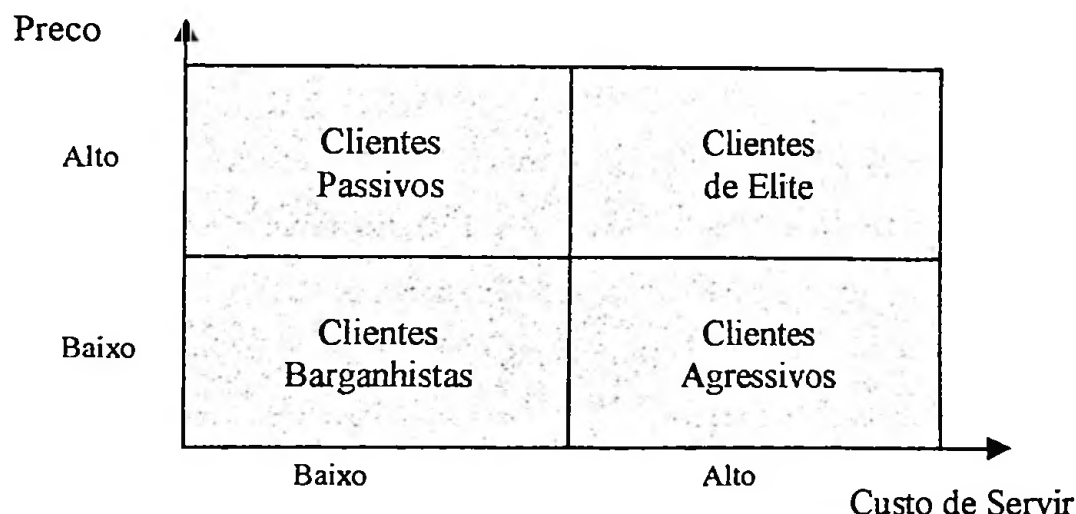 Preco
Alto
Clientes
Passivos
Clientes
de Elite
Baixo
Clientes
Barganhistas
Clientes
Agressivos
Baixo
Alto
Custo de Servir